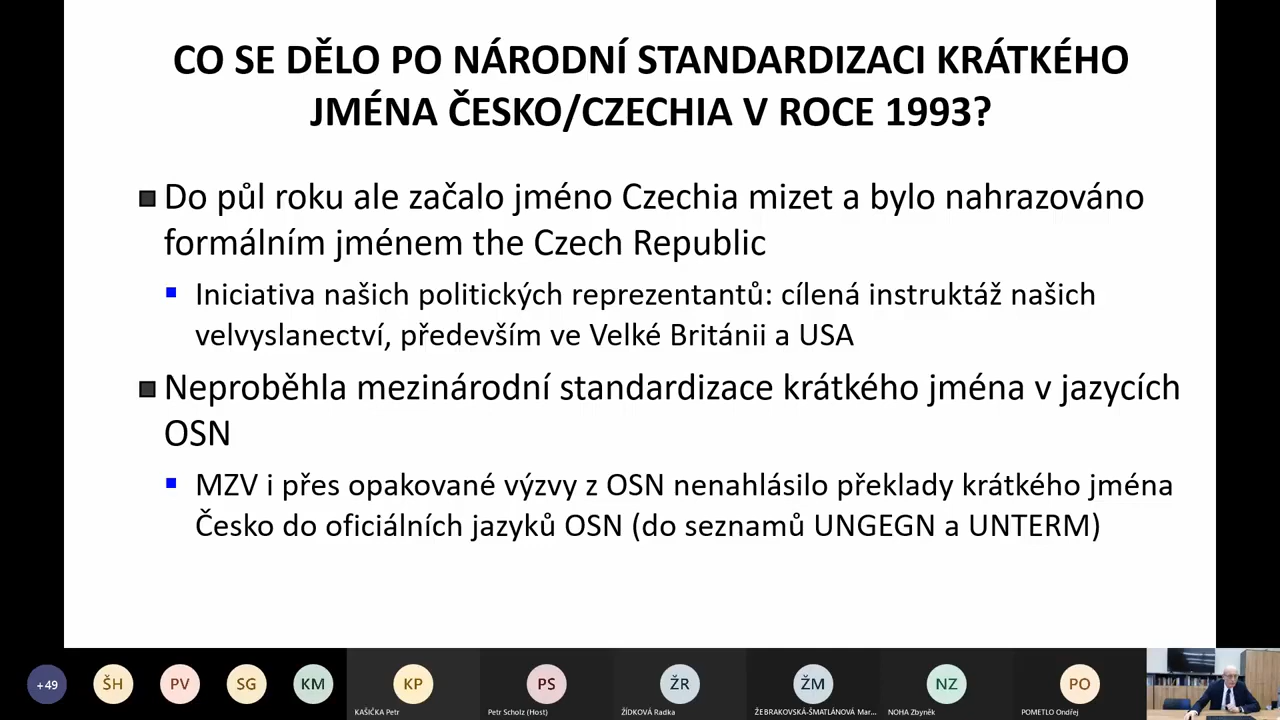 CO SE DĚLO PO NÁRODNÍ STANDARDIZACI KRÁTKÉHO
JMÉNA ČESKO/CZECHIA V ROCE 1993?
Do půl roku ale začalo jméno Czechia mizet a bylo nahrazováno
formálním jménem the Czech Republic
Iniciativa našich politických reprezentantů: cílená instruktáž našich
velvyslanectví, především ve Velké Británii a USA
Neproběhla mezinárodní standardizace krátkého jména v jazycích
OSN
MZV i přes opakované výzvy z OSN nenahlásilo překlady krátkého jména
Česko do oficiálních jazyků OSN (do seznamů UNGEGN a UNTERM)
+49 ŠH PV SG KM KP PS ŽR ŽM NZ PO
KAŠIČKA Petr Petr Scholz (Host) ŽÍDKOVÁ Radka ŽEBRAKOVSKÁ-ŠMATLÁNOVÁ Mar... NOHA Zbyněk POMETLO Ondřej